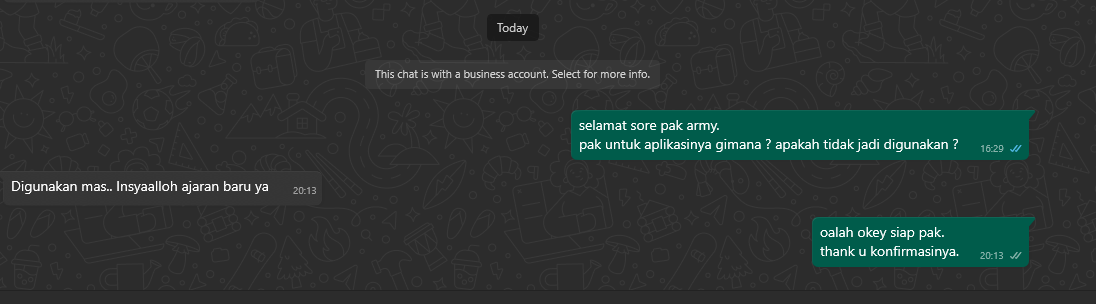 Today
This chat is with a business account. Select for more info.
selamat sore pak army.
pak untuk aplikasinya gimana ? apakah tidak jadi digunakan ?
16:29
Digunakan mas.. Insyaalloh ajaran baru ya
20:13
oalah okey siap pak.
thank u konfirmasinya.
20:13